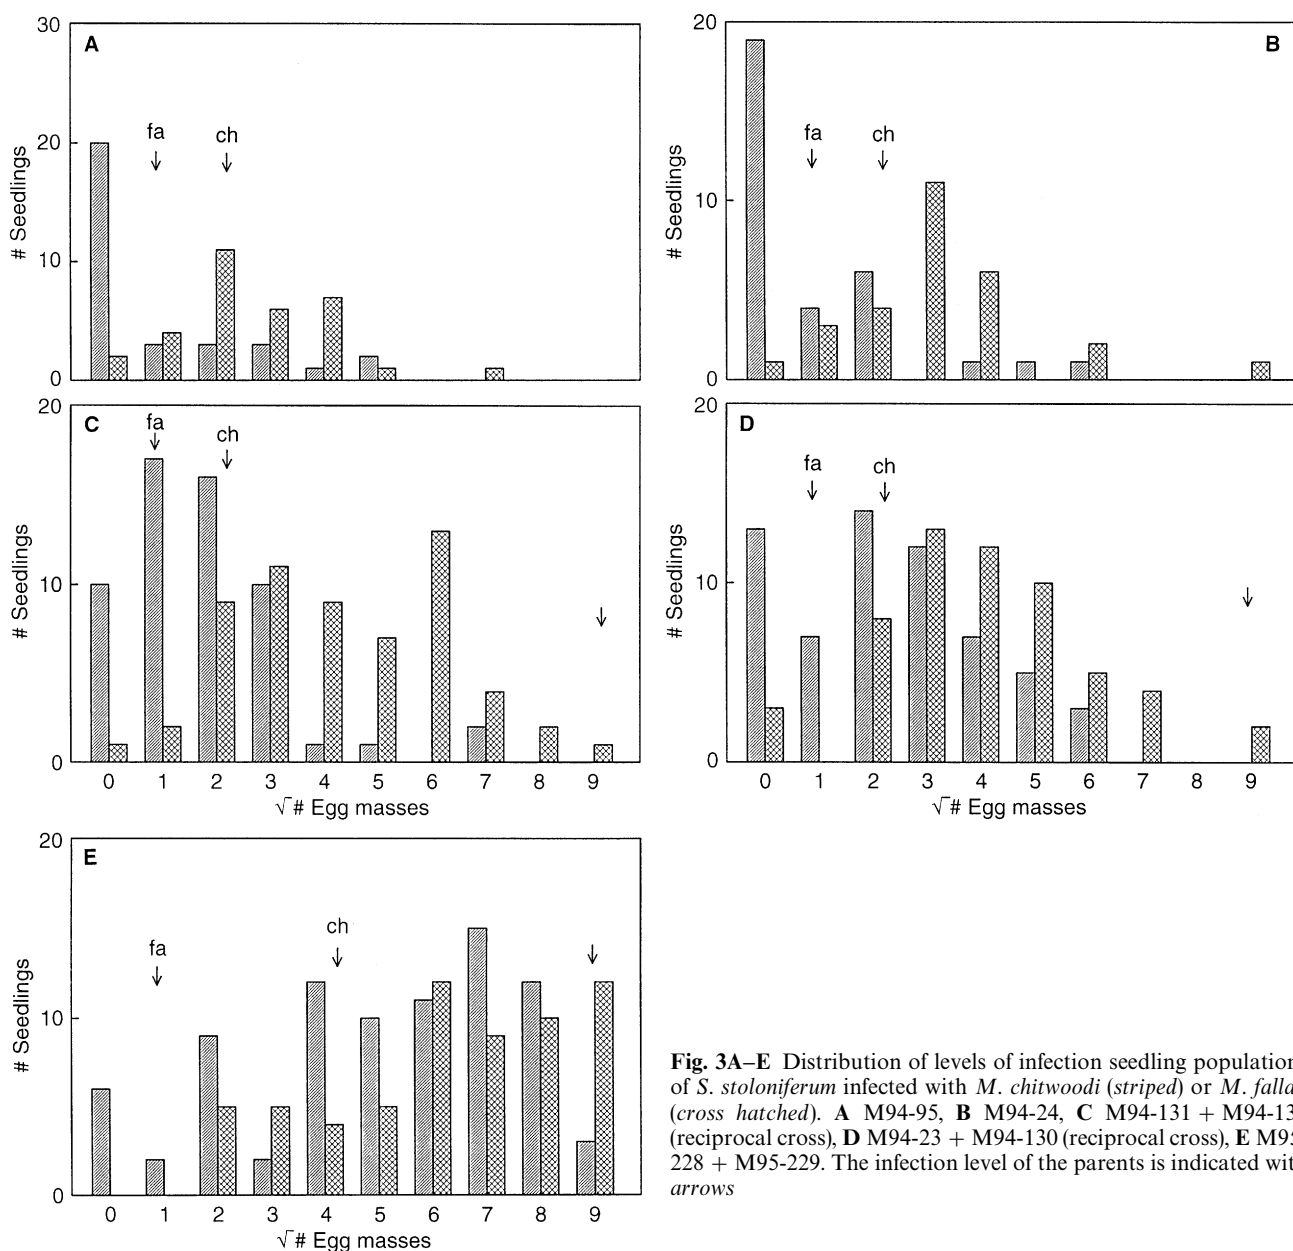 30
A
20
fa
ch
# Seedlings
10
0
20
B
fa
ch
# Seedlings
10
0
20
C
fa
ch
# Seedlings
10
0
0 1 2 3 4 5 6 7 8 9
√# Egg masses
20
D
fa
ch
# Seedlings
10
0
0 1 2 3 4 5 6 7 8 9
√# Egg masses
20
E
fa
ch
# Seedlings
10
0
0 1 2 3 4 5 6 7 8 9
√# Egg masses
Fig. 3A–E Distribution of levels of infection seedling population
of S. stoloniferum infected with M. chitwoodi (striped) or M. falla
(cross hatched). A M94-95, B M94-24, C M94-131 + M94-13
(reciprocal cross), D M94-23 + M94-130 (reciprocal cross), E M95
228 + M95-229. The infection level of the parents is indicated wit
arrows